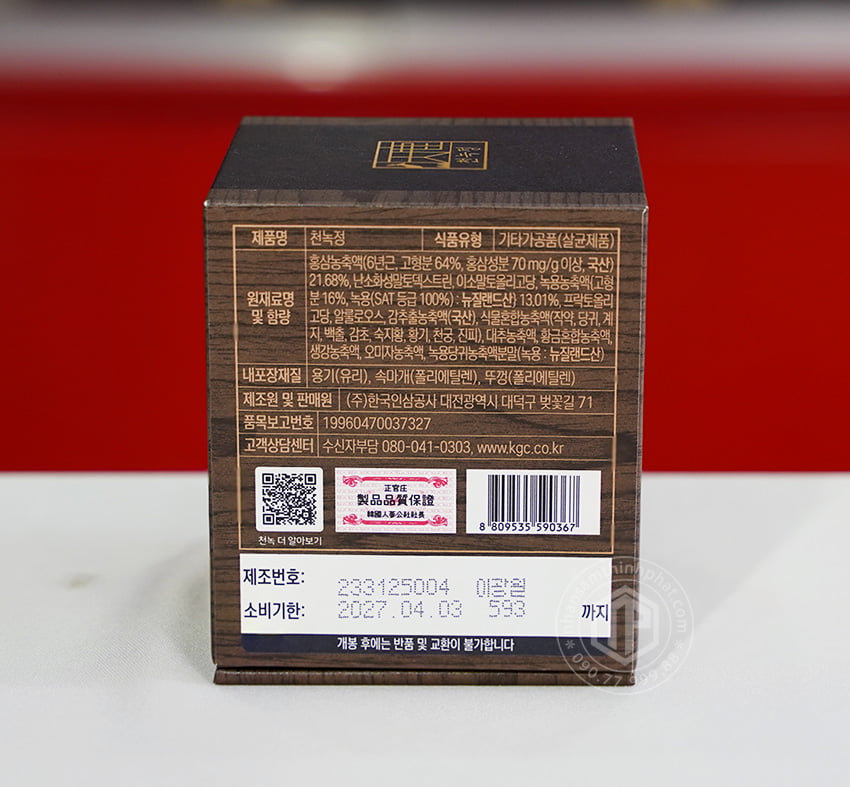 천녹정
제품명 천녹정 식품유형 기타가공품(살균제품)
원재료명 및 함량
홍삼농축액(6년근, 고형분 64%, 홍삼성분 70 mg/g 이상, 국산)
21.68%, 난소화성말토덱스트린, 이소말토올리고당, 녹용농축액(고형
분 16%, 녹용(SAT 등급 100%) : 뉴질랜드산) 13.01%, 프락토올리
고당, 알룰로오스, 감초추출농축액(국산), 식물혼합농축액(작약, 당귀, 계
지, 백출, 감초, 숙지황, 황기, 천궁, 진피), 대추농축액, 황금혼합농축액,
생강농축액, 오미자농축액, 녹용당귀농축액분말(녹용 : 뉴질랜드산)
내포장재질 용기(유리), 속마개(폴리에틸렌), 뚜껑(폴리에틸렌)
제조원 및 판매원 (주)한국인삼공사 대전광역시 대덕구 벚꽃길 71
품목보고번호 19960470037327
고객상담센터 수신자부담 080-041-0303, www.kgc.co.kr
正官庄
製品品質保證
韓國人蔘公社社長
8 809535 590367
천녹 더 알아보기
제조번호: 233125004 이광월
소비기한: 2027.04.03 593 까지
개봉 후에는 반품 및 교환이 불가합니다
nhansamlinhphat.com
090.77.899.88